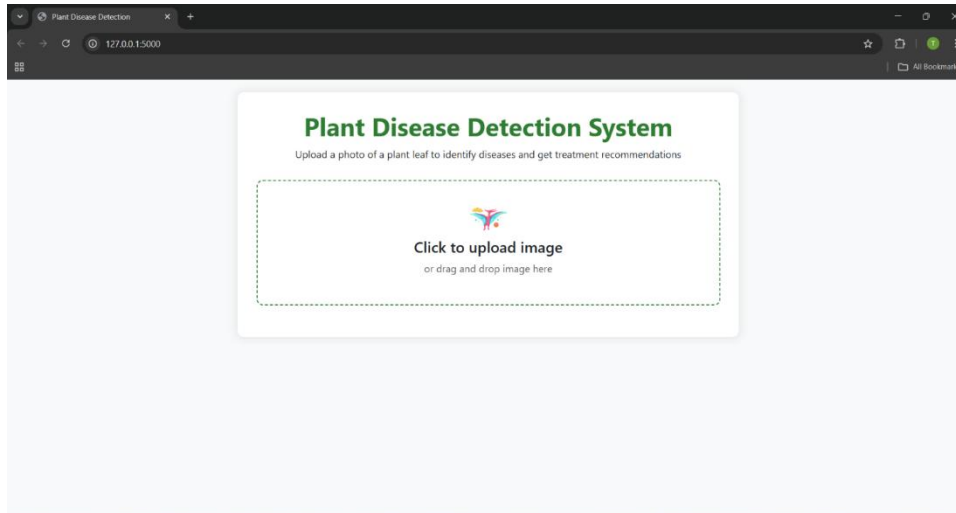 Plant Disease Detection
127.0.0.1:5000
T
All Bookmark
Plant Disease Detection System
Upload a photo of a plant leaf to identify diseases and get treatment recommendations
Click to upload image
or drag and drop image here